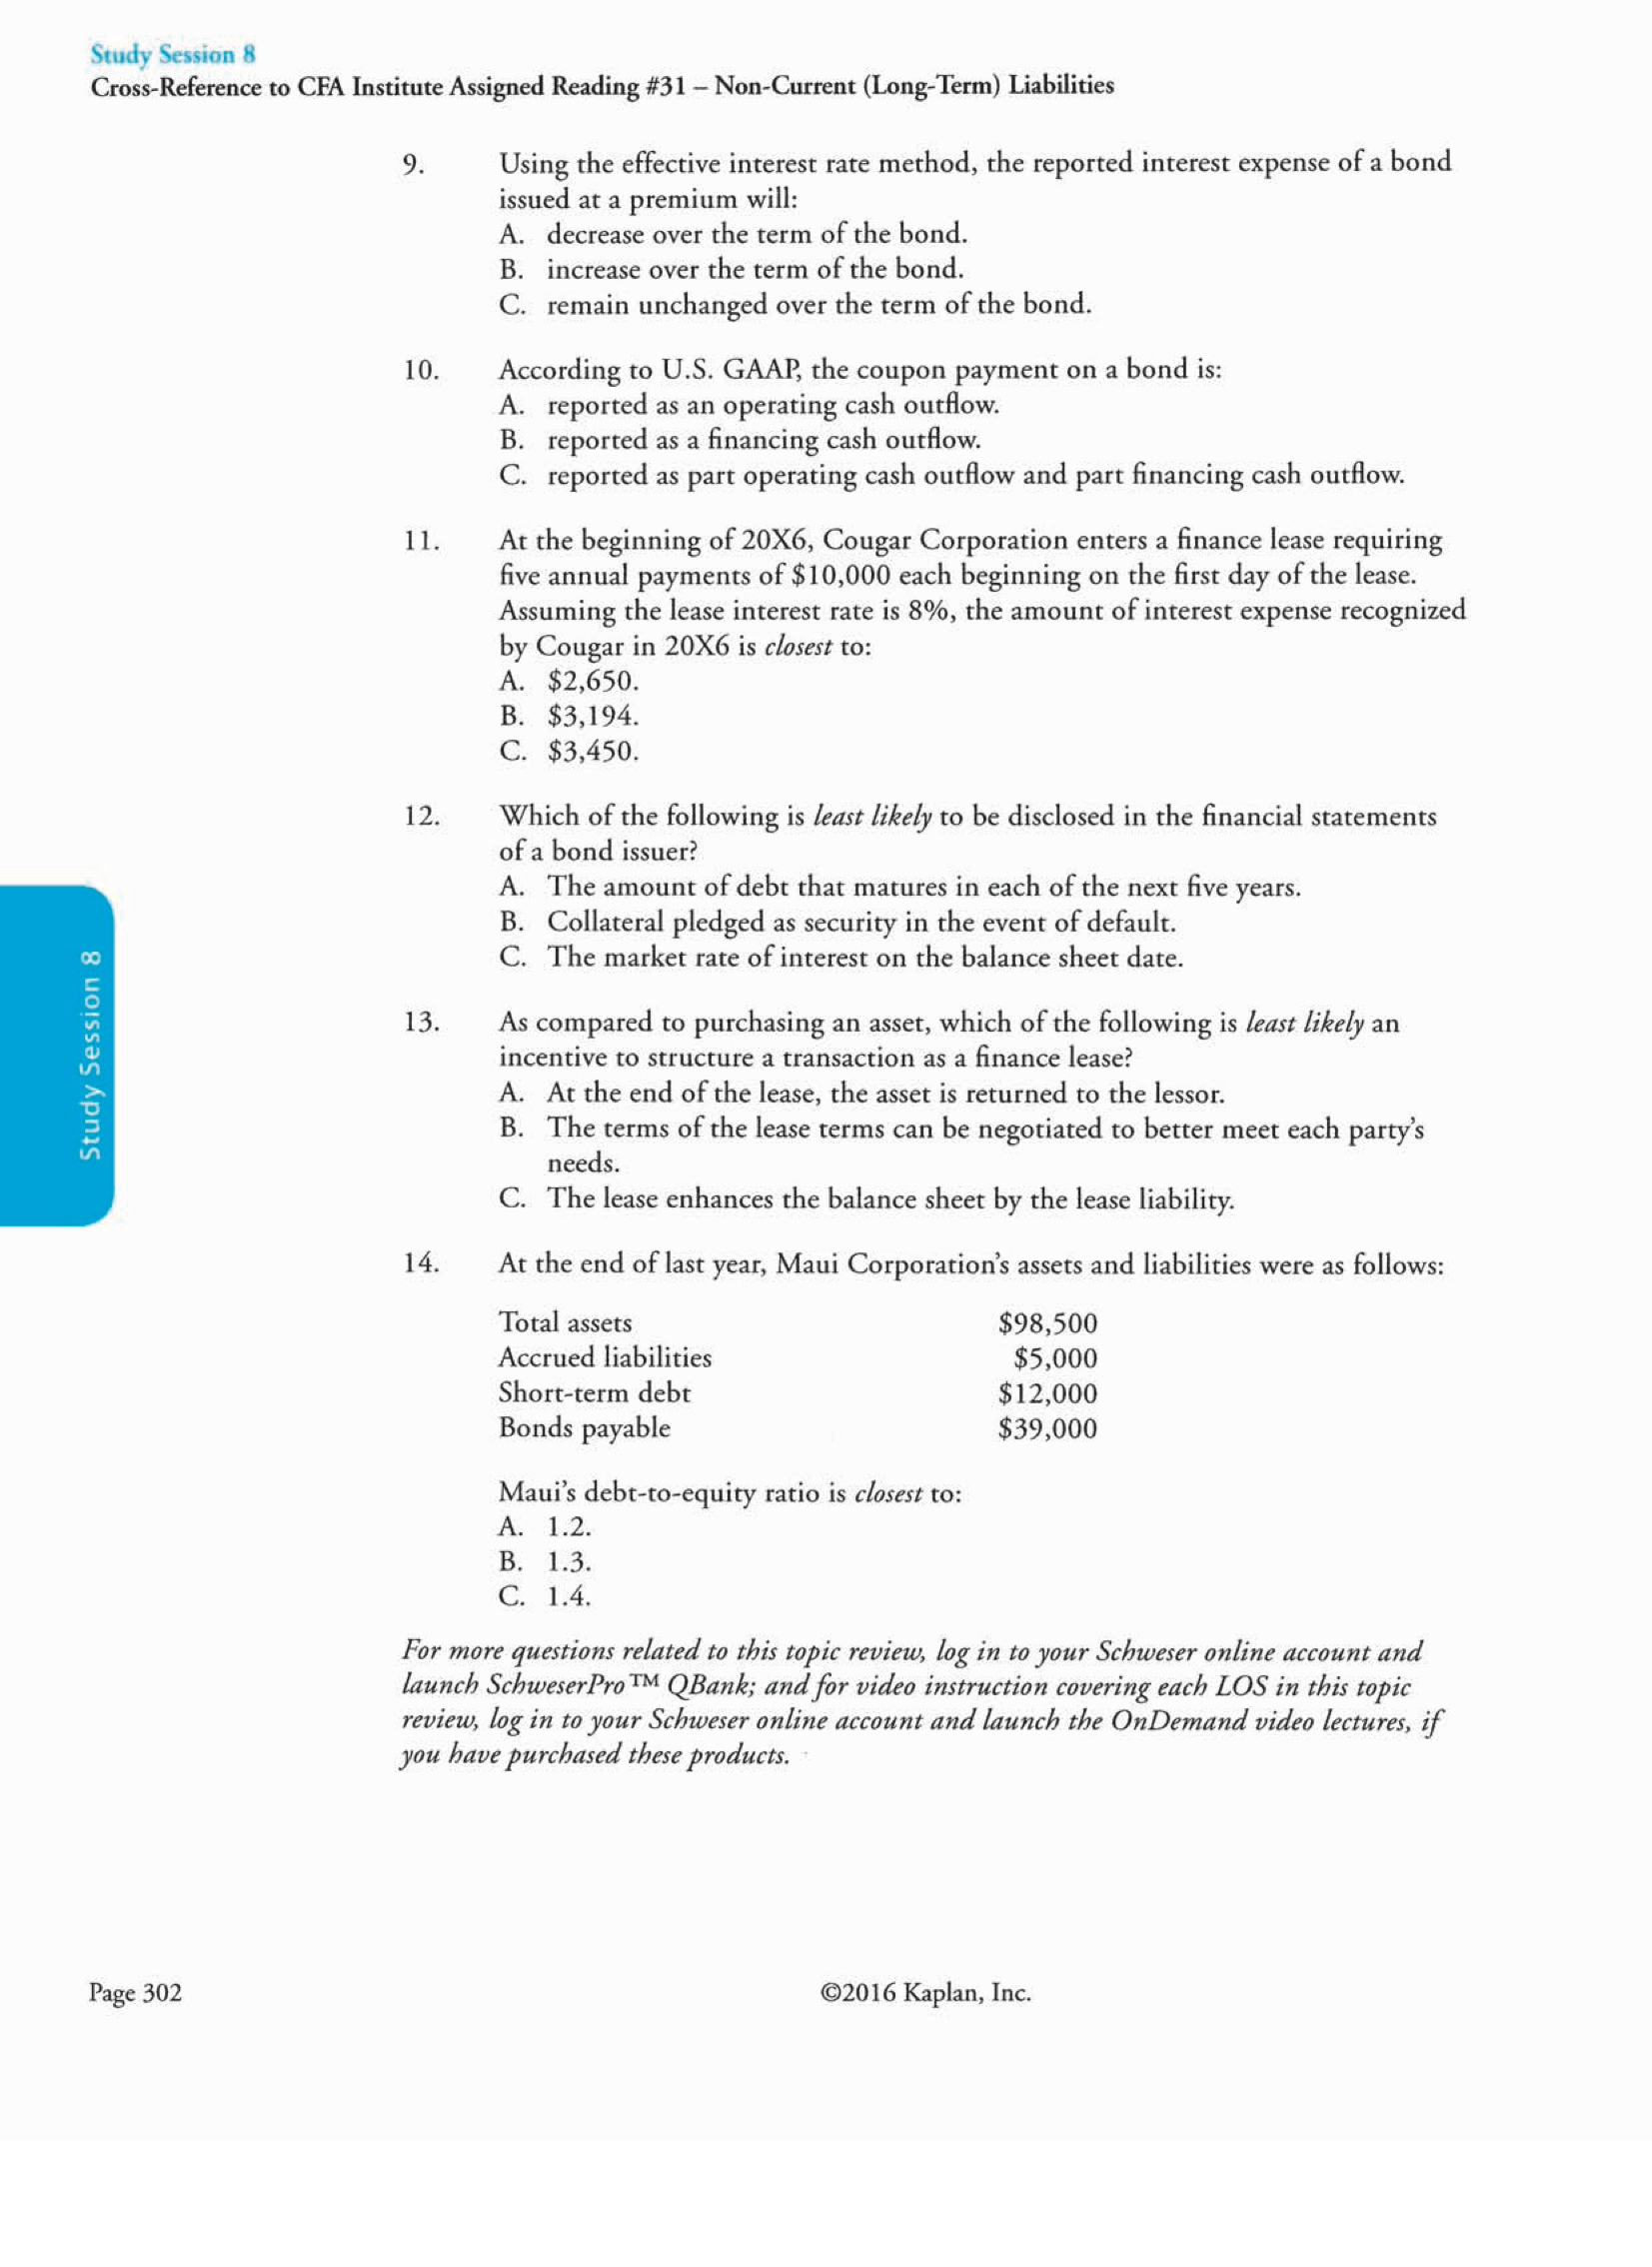 Study Session 8
Cross-Reference to CFA Institute Assigned Reading #31 – Non-Current (Long-Term) Liabilities
9. Using the effective interest rate method, the reported interest expense of a bond
issued at a premium will:
A. decrease over the term of the bond.
B. increase over the term of the bond.
C. remain unchanged over the term of the bond.
10. According to U.S. GAAP, the coupon payment on a bond is:
A. reported as an operating cash outflow.
B. reported as a financing cash outflow.
C. reported as part operating cash outflow and part financing cash outflow.
11. At the beginning of 20X6, Cougar Corporation enters a finance lease requiring
five annual payments of $10,000 each beginning on the first day of the lease.
Assuming the lease interest rate is 8%, the amount of interest expense recognized
by Cougar in 20X6 is closest to:
A. $2,650.
B. $3,194.
C. $3,450.
12. Which of the following is least likely to be disclosed in the financial statements
of a bond issuer?
A. The amount of debt that matures in each of the next five years.
B. Collateral pledged as security in the event of default.
C. The market rate of interest on the balance sheet date.
13. As compared to purchasing an asset, which of the following is least likely an
incentive to structure a transaction as a finance lease?
A. At the end of the lease, the asset is returned to the lessor.
B. The terms of the lease terms can be negotiated to better meet each party's
needs.
C. The lease enhances the balance sheet by the lease liability.
14. At the end of last year, Maui Corporation's assets and liabilities were as follows:
Total assets $98,500
Accrued liabilities $5,000
Short-term debt $12,000
Bonds payable $39,000
Maui's debt-to-equity ratio is closest to:
A. 1.2.
B. 1.3.
C. 1.4.
For more questions related to this topic review, log in to your Schweser online account and
launch SchweserPro™ QBank; and for video instruction covering each LOS in this topic
review, log in to your Schweser online account and launch the OnDemand video lectures, if
you have purchased these products.
Study Session 8
Page 302 ©2016 Kaplan, Inc.